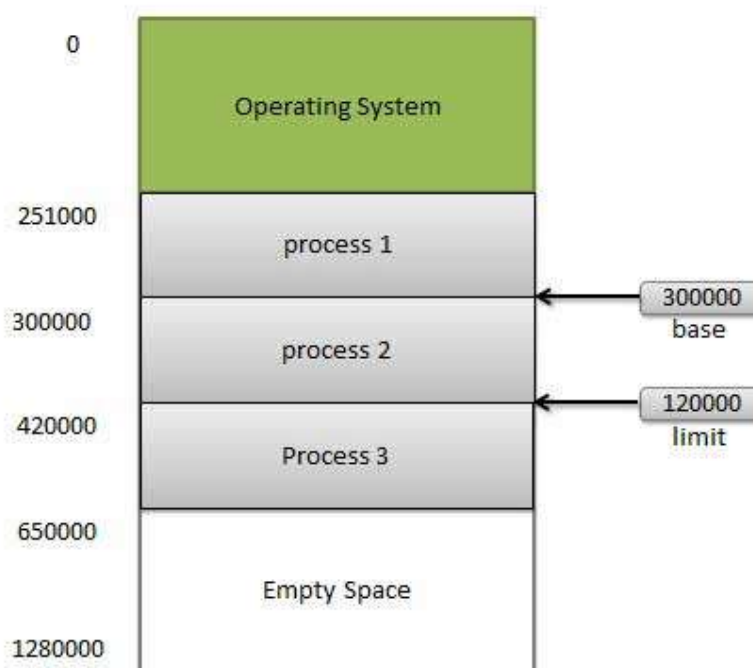 0
Operating System
251000
process 1
300000
base
300000
process 2
120000
limit
420000
Process 3
650000
Empty Space
1280000